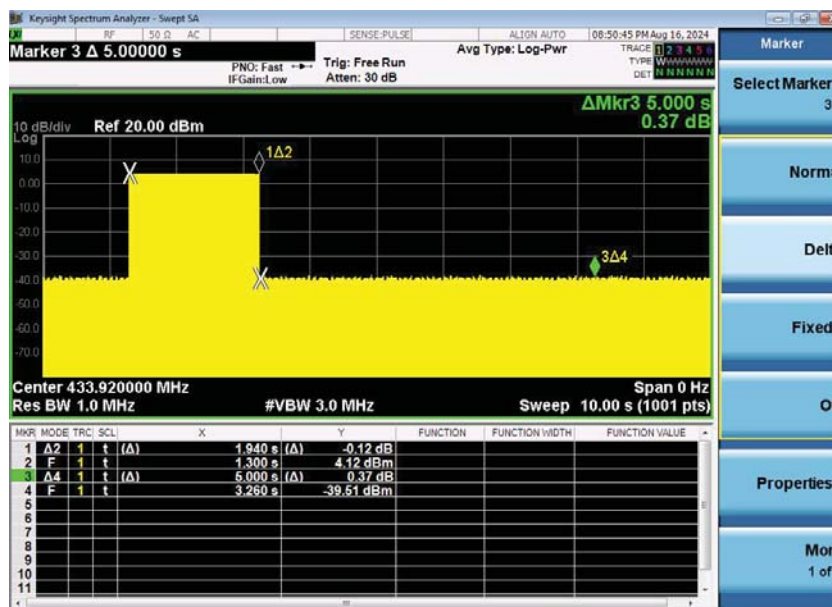 Keysight Spectrum Analyzer - Swept SA
RF 50 Ω AC SENSE:PULSE ALIGN AUTO 08:50:45 PM Aug 16, 2024
Marker 3 Δ 5.00000 s
PNO: Fast
IFGain:Low
Trig: Free Run
Atten: 30 dB
Avg Type: Log-Pwr
TRACE 1 2 3 4 5 6
TYPE W
DET N N N N N N
ΔMkr3 5.000 s
0.37 dB
10 dB/div Ref 20.00 dBm
Log
10.0
0.00
-10.0
-20.0
-30.0
-40.0
-50.0
-60.0
-70.0
1Δ2
3Δ4
Center 433.920000 MHz Span 0 Hz
Res BW 1.0 MHz #VBW 3.0 MHz Sweep 10.00 s (1001 pts)
MKR MODE TRC SCL X Y FUNCTION FUNCTION WIDTH FUNCTION VALUE
1 Δ2 1 t (Δ) 1.940 s (Δ) -0.12 dB
2 F 1 t 1.300 s 4.12 dBm
3 Δ4 1 t (Δ) 5.000 s (Δ) 0.37 dB
4 F 1 t 3.260 s -39.51 dBm
5
6
7
8
9
10
11
Marker
Select Marker
3
Norma
Delt
Fixed
O
Properties
Mor
1 of